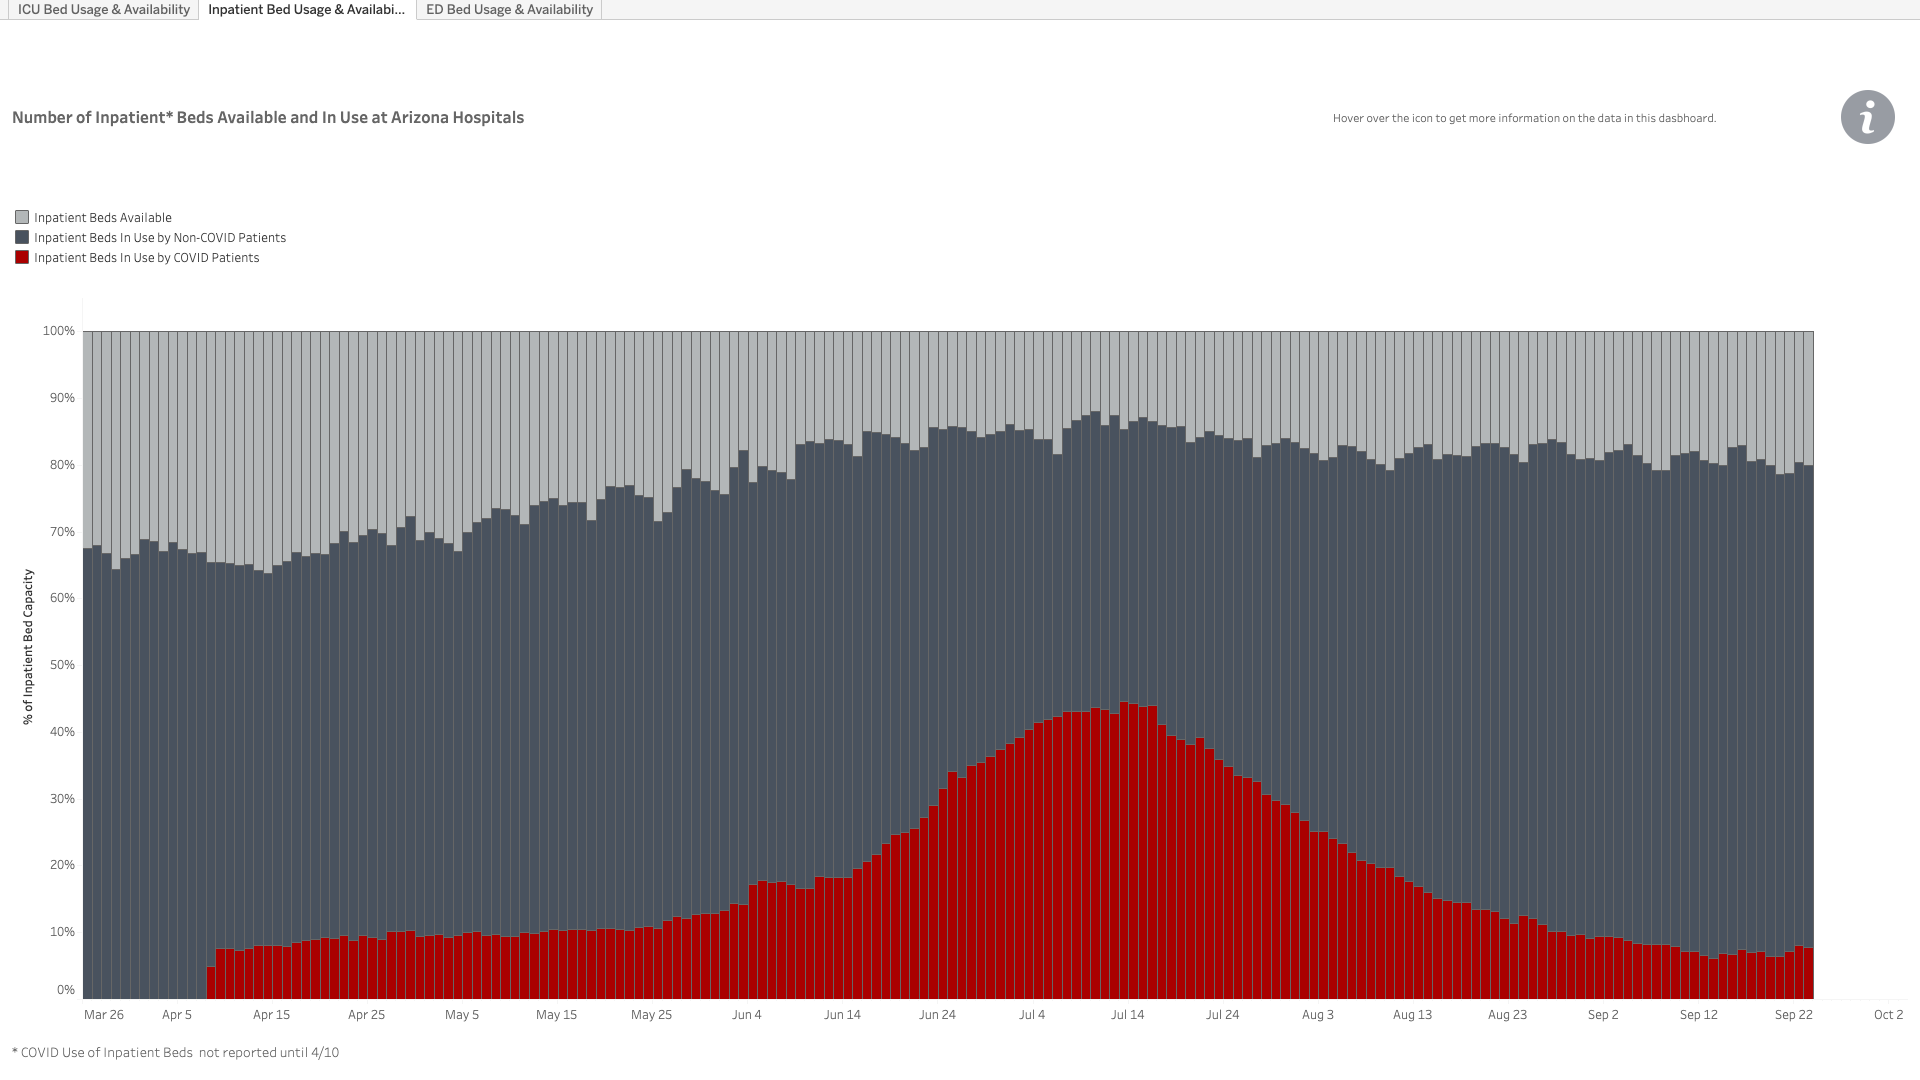 ICU Bed Usage & Availability
Inpatient Bed Usage & Availabi...
ED Bed Usage & Availability
Number of Inpatient* Beds Available and In Use at Arizona Hospitals
Hover over the icon to get more information on the data in this dasbhoard.
i
Inpatient Beds Available
Inpatient Beds In Use by Non-COVID Patients
Inpatient Beds In Use by COVID Patients
% of Inpatient Bed Capacity
100%
90%
80%
70%
60%
50%
40%
30%
20%
10%
0%
Mar 26 Apr 5 Apr 15 Apr 25 May 5 May 15 May 25 Jun 4 Jun 14 Jun 24 Jul 4 Jul 14 Jul 24 Aug 3 Aug 13 Aug 23 Sep 2 Sep 12 Sep 22 Oct 2
* COVID Use of Inpatient Beds  not reported until 4/10